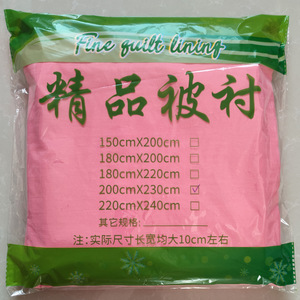 Fine quilt lining
精品被衬
150cmX200cm □
180cmX200cm □
180cmX220cm □
200cmX230cm ☑
220cmX240cm □
其它规格:
注:实际尺寸长宽均大10cm左右